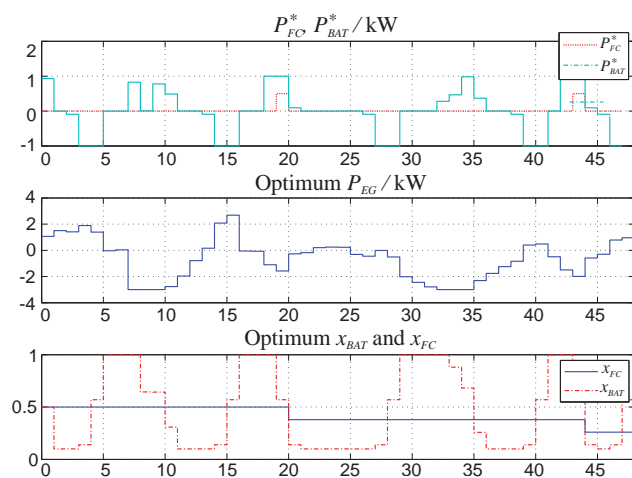 P*FC, P*BAT / kW
2
1
0
-1
P*FC
P*BAT
0 5 10 15 20 25 30 35 40 45
Optimum PEG / kW
4
2
0
-2
-4
0 5 10 15 20 25 30 35 40 45
Optimum xBAT and xFC
1
0.5
0
xFC
xBAT
0 5 10 15 20 25 30 35 40 45